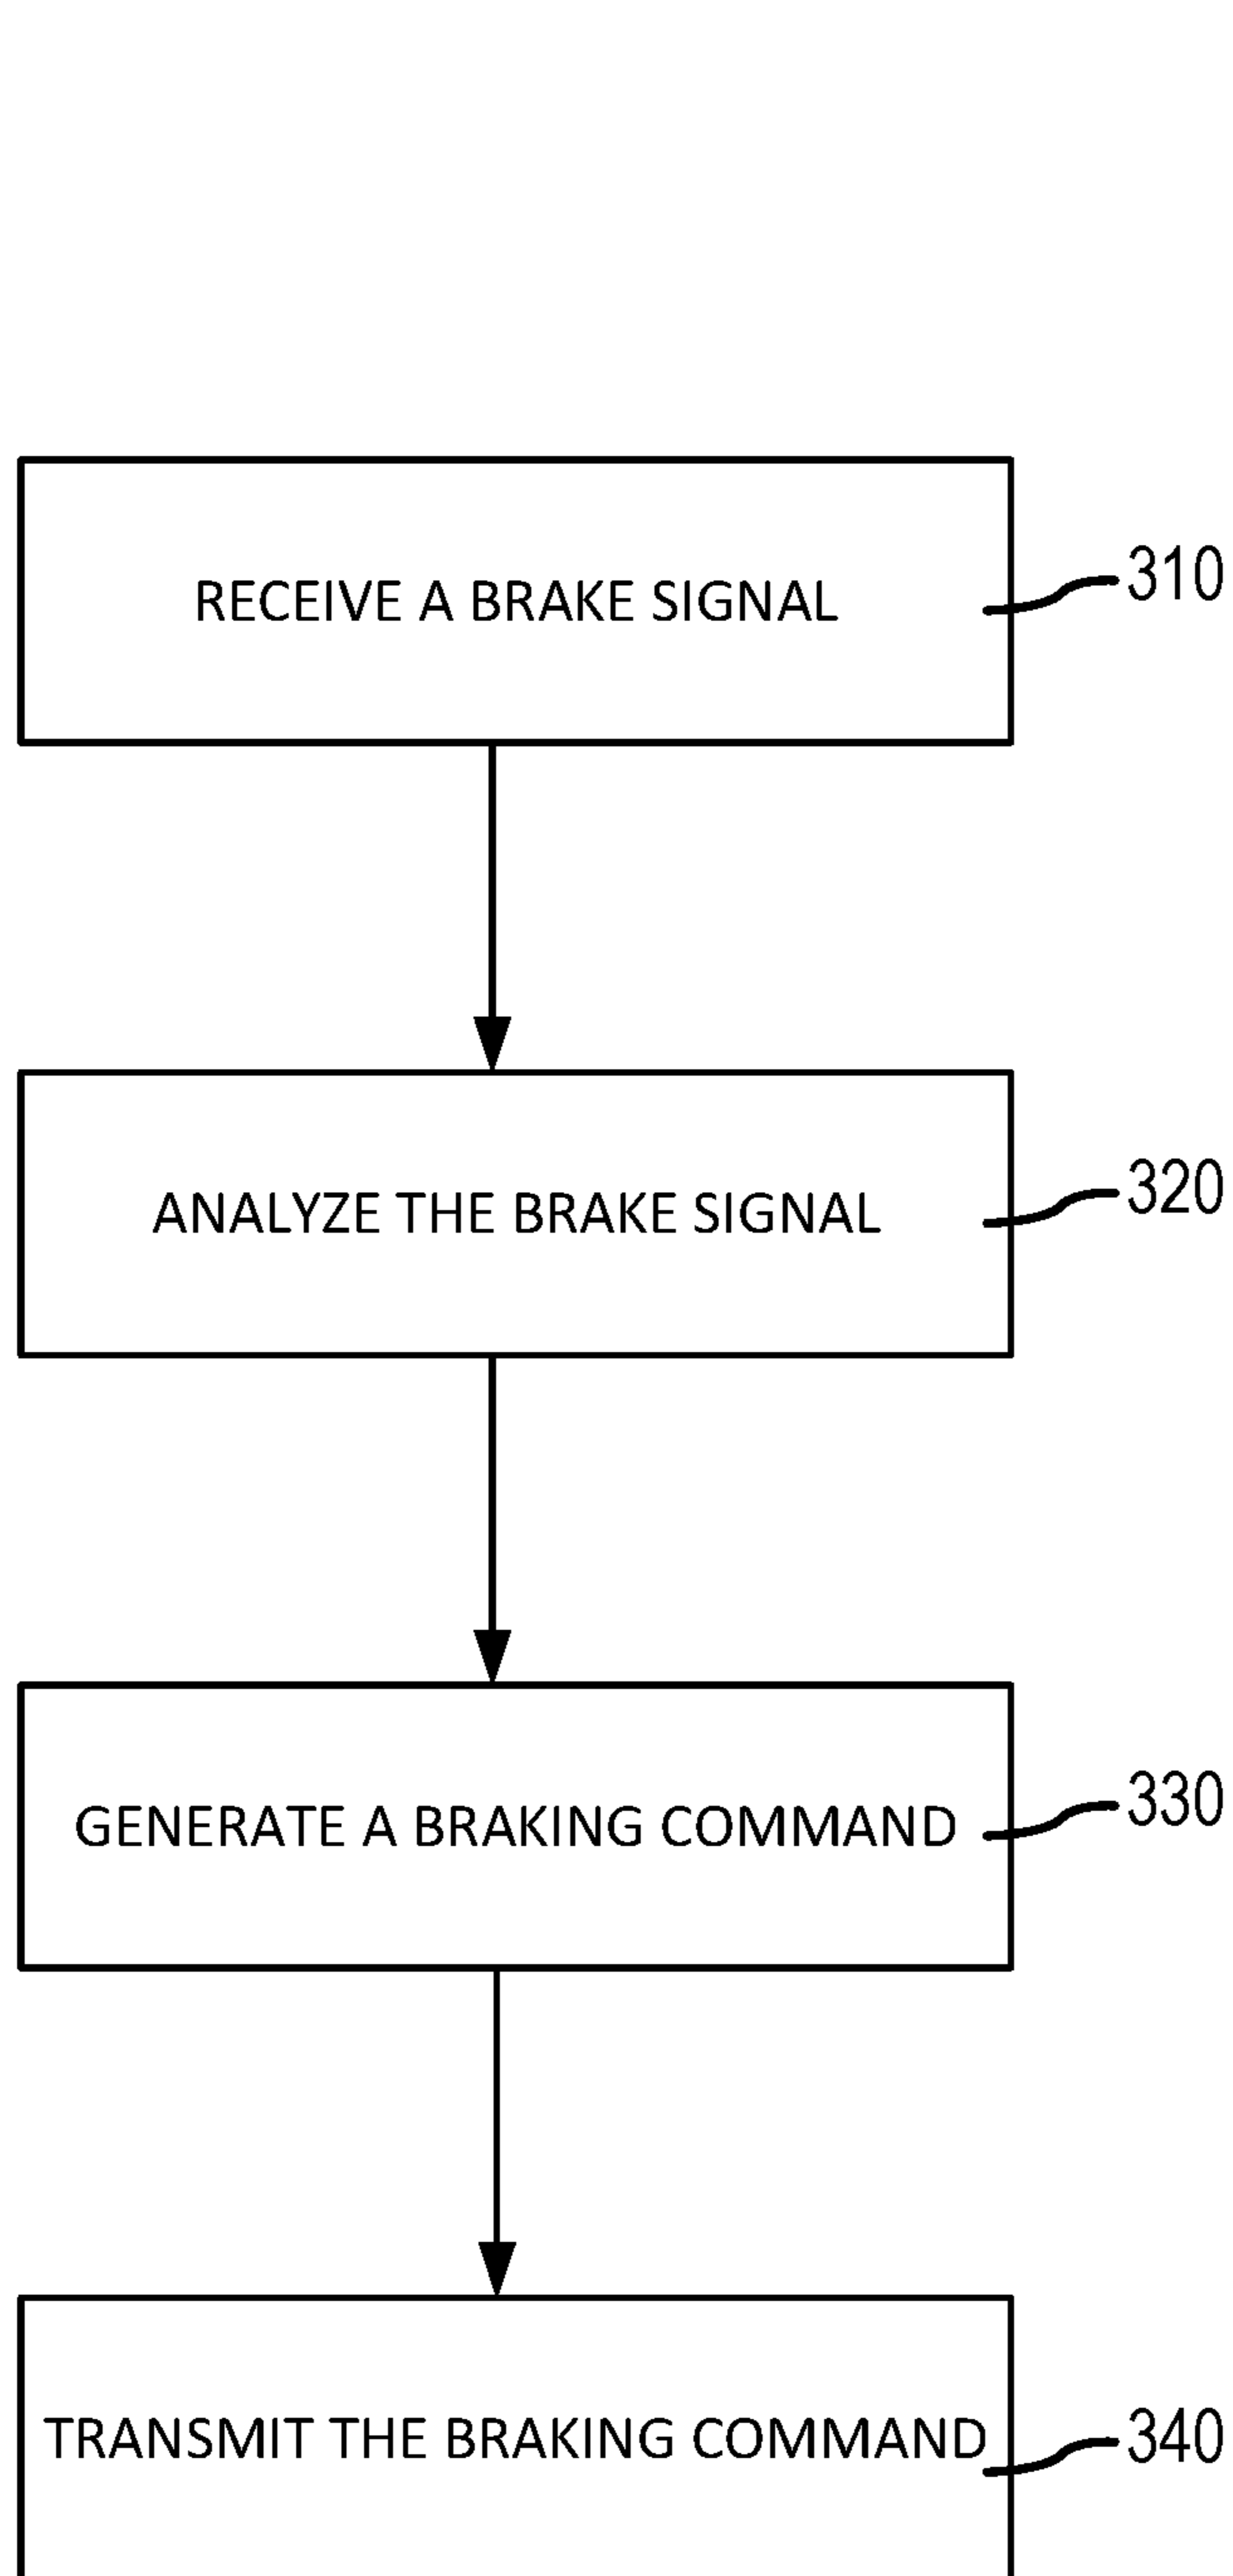 RECEIVE A BRAKE SIGNAL
310
ANALYZE THE BRAKE SIGNAL
320
GENERATE A BRAKING COMMAND
330
TRANSMIT THE BRAKING COMMAND
340